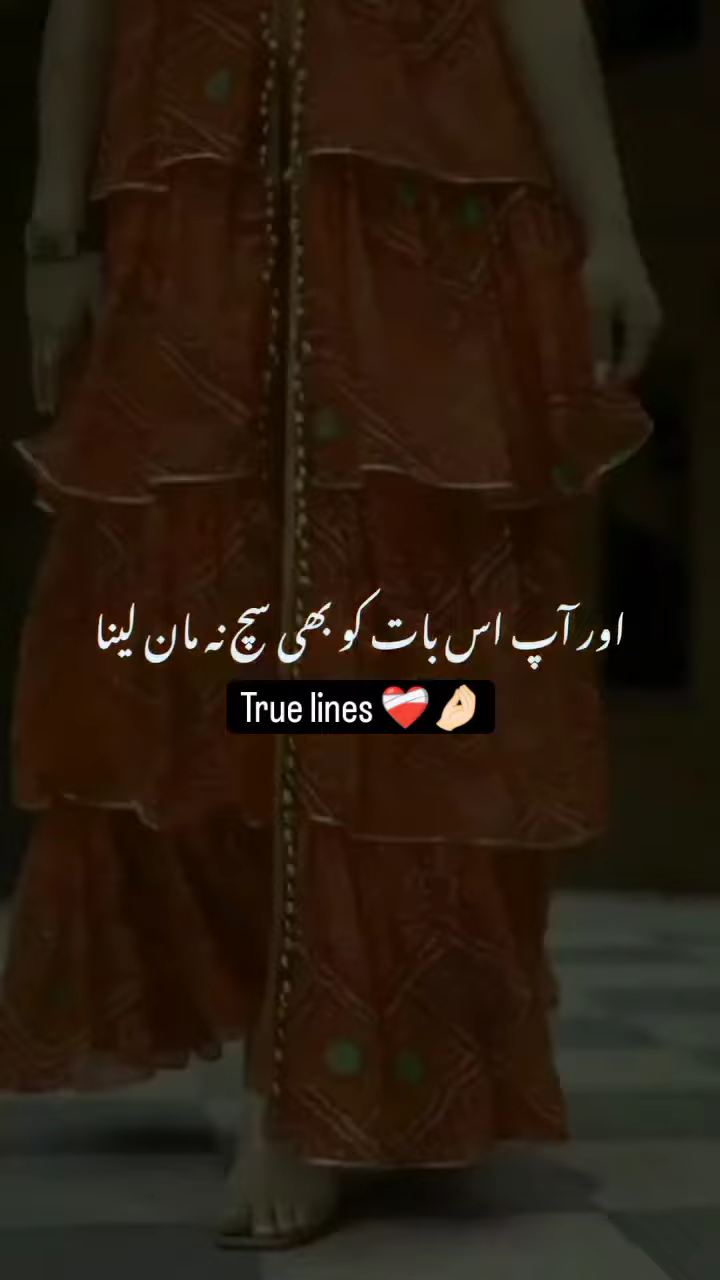 اور آپ اس بات کو بھی سچ نہ مان لینا
True lines ❤️‍🩹🤌🏻